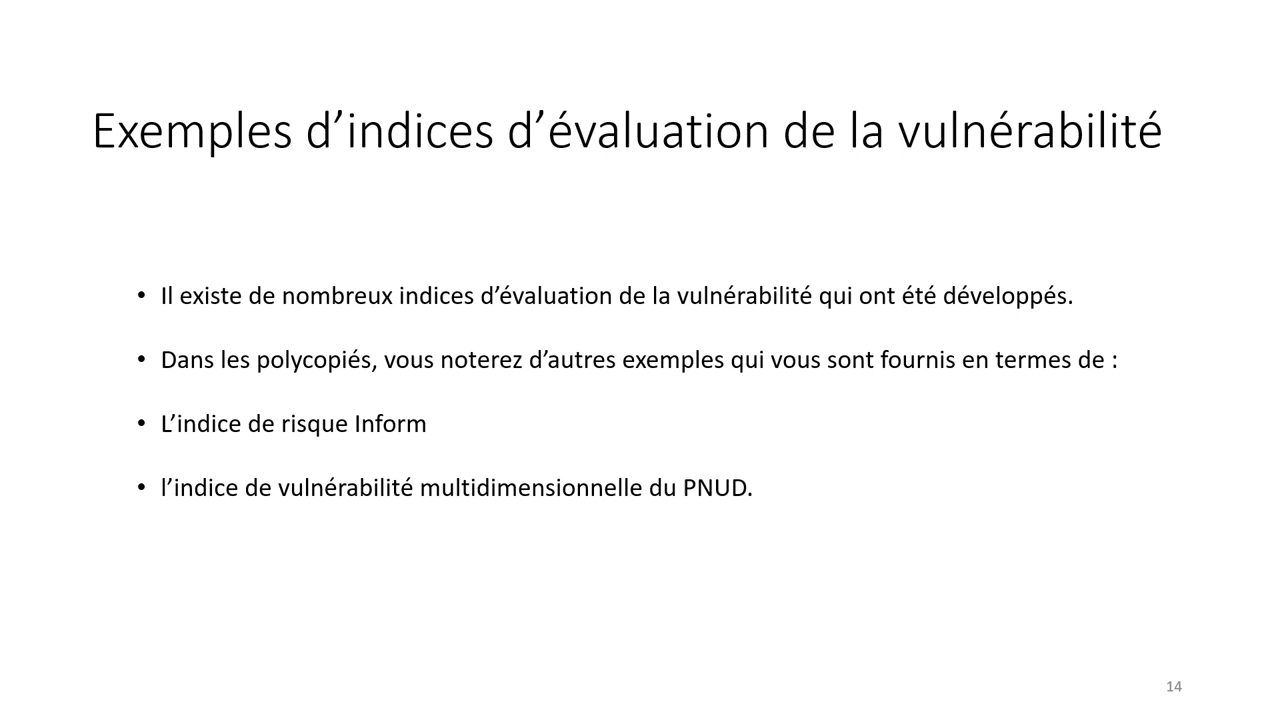 Exemples d’indices d’évaluation de la vulnérabilité
• Il existe de nombreux indices d’évaluation de la vulnérabilité qui ont été développés.
• Dans les polycopiés, vous noterez d’autres exemples qui vous sont fournis en termes de :
• L’indice de risque Inform
• l’indice de vulnérabilité multidimensionnelle du PNUD.
14